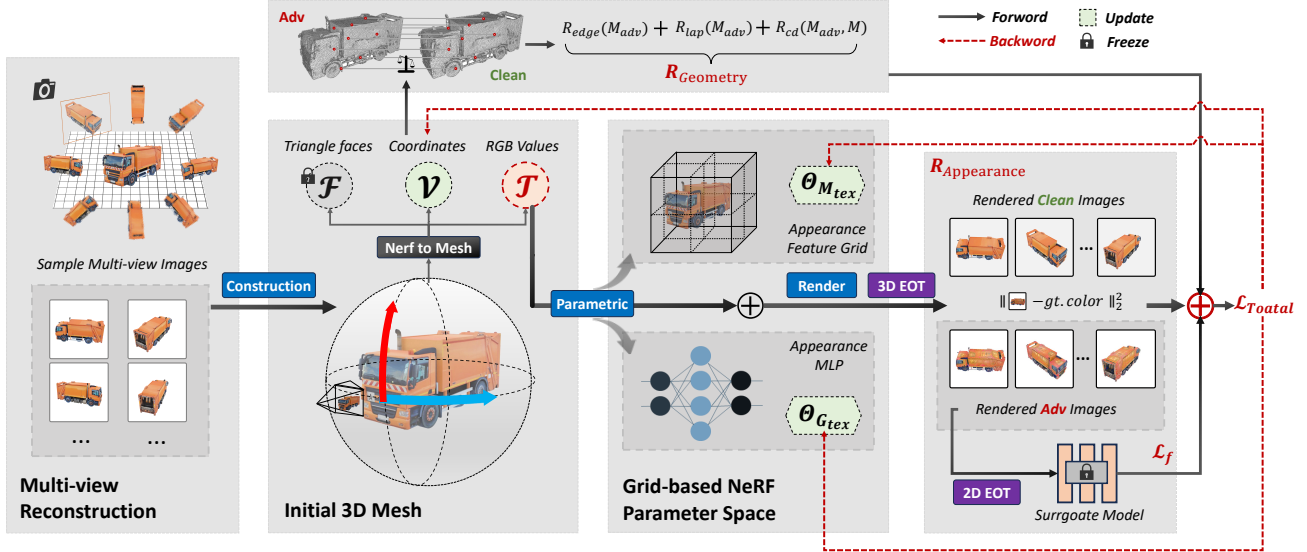 Adv
Clean
R_edge(M_adv) + R_lap(M_adv) + R_cd(M_adv, M)
R_Geometry
Forword
Backword
Update
Freeze
Sample Multi-view Images
...
...
Multi-view
Reconstruction
Construction
Triangle faces
Coordinates
RGB Values
F
V
T
Nerf to Mesh
Initial 3D Mesh
Parametric
Θ_M_tex
Appearance
Feature Grid
Render
3D EOT
Appearance
MLP
Θ_G_tex
Grid-based NeRF
Parameter Space
R_Appearance
Rendered Clean Images
...
‖ −gt.color ‖₂²
...
Rendered Adv Images
2D EOT
Surrgoate Model
ℒ_f
ℒ_Toatal